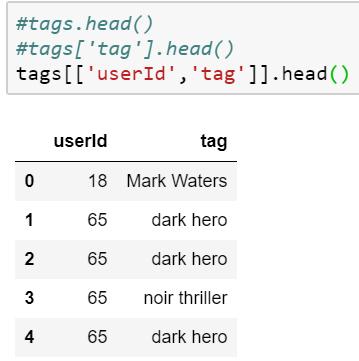 #tags.head()
#tags['tag'].head()
tags[['userId','tag']].head()
userId tag
0 18 Mark Waters
1 65 dark hero
2 65 dark hero
3 65 noir thriller
4 65 dark hero